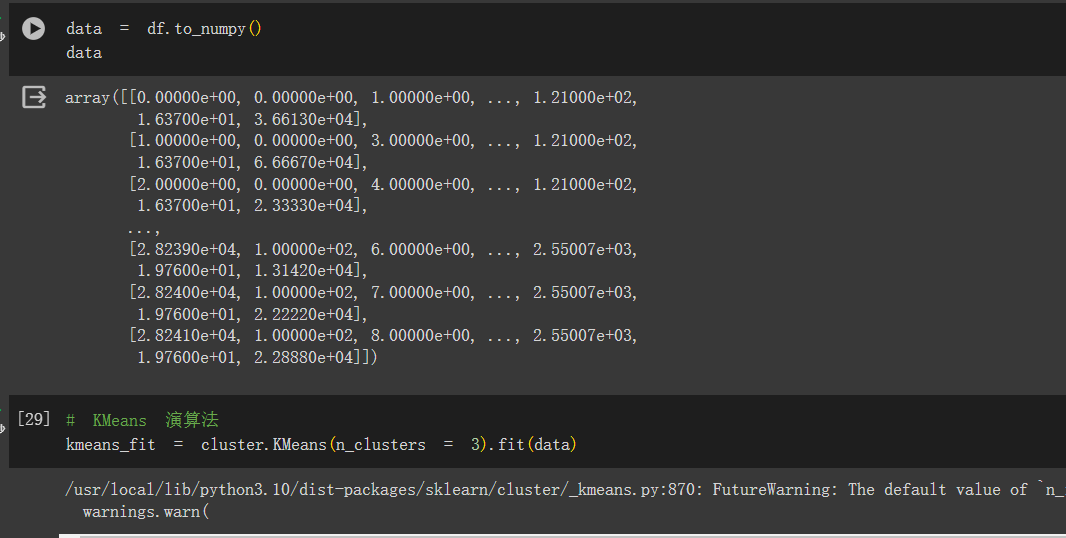 data = df.to_numpy()
data
array([[0.00000e+00, 0.00000e+00, 1.00000e+00, ..., 1.21000e+02,
1.63700e+01, 3.66130e+04],
[1.00000e+00, 0.00000e+00, 3.00000e+00, ..., 1.21000e+02,
1.63700e+01, 6.66670e+04],
[2.00000e+00, 0.00000e+00, 4.00000e+00, ..., 1.21000e+02,
1.63700e+01, 2.33330e+04],
...,
[2.82390e+04, 1.00000e+02, 6.00000e+00, ..., 2.55007e+03,
1.97600e+01, 1.31420e+04],
[2.82400e+04, 1.00000e+02, 7.00000e+00, ..., 2.55007e+03,
1.97600e+01, 2.22220e+04],
[2.82410e+04, 1.00000e+02, 8.00000e+00, ..., 2.55007e+03,
1.97600e+01, 2.28880e+04]])
[29] # KMeans 演算法
kmeans_fit = cluster.KMeans(n_clusters = 3).fit(data)
/usr/local/lib/python3.10/dist-packages/sklearn/cluster/_kmeans.py:870: FutureWarning: The default value of `n_
warnings.warn(